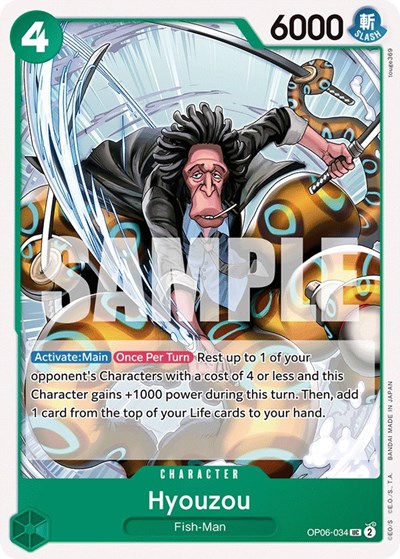 4
6000
斬
SLASH
touge369
SAMPLE
Activate:Main Once Per Turn Rest up to 1 of your
opponent's Characters with a cost of 4 or less and this
Character gains +1000 power during this turn. Then, add
1 card from the top of your Life cards to your hand.
CHARACTER
Hyouzou
Fish-Man
OP06-034 UC 2
©E.O./S., T.A. BANDAI MADE IN JAPAN
©EO/S